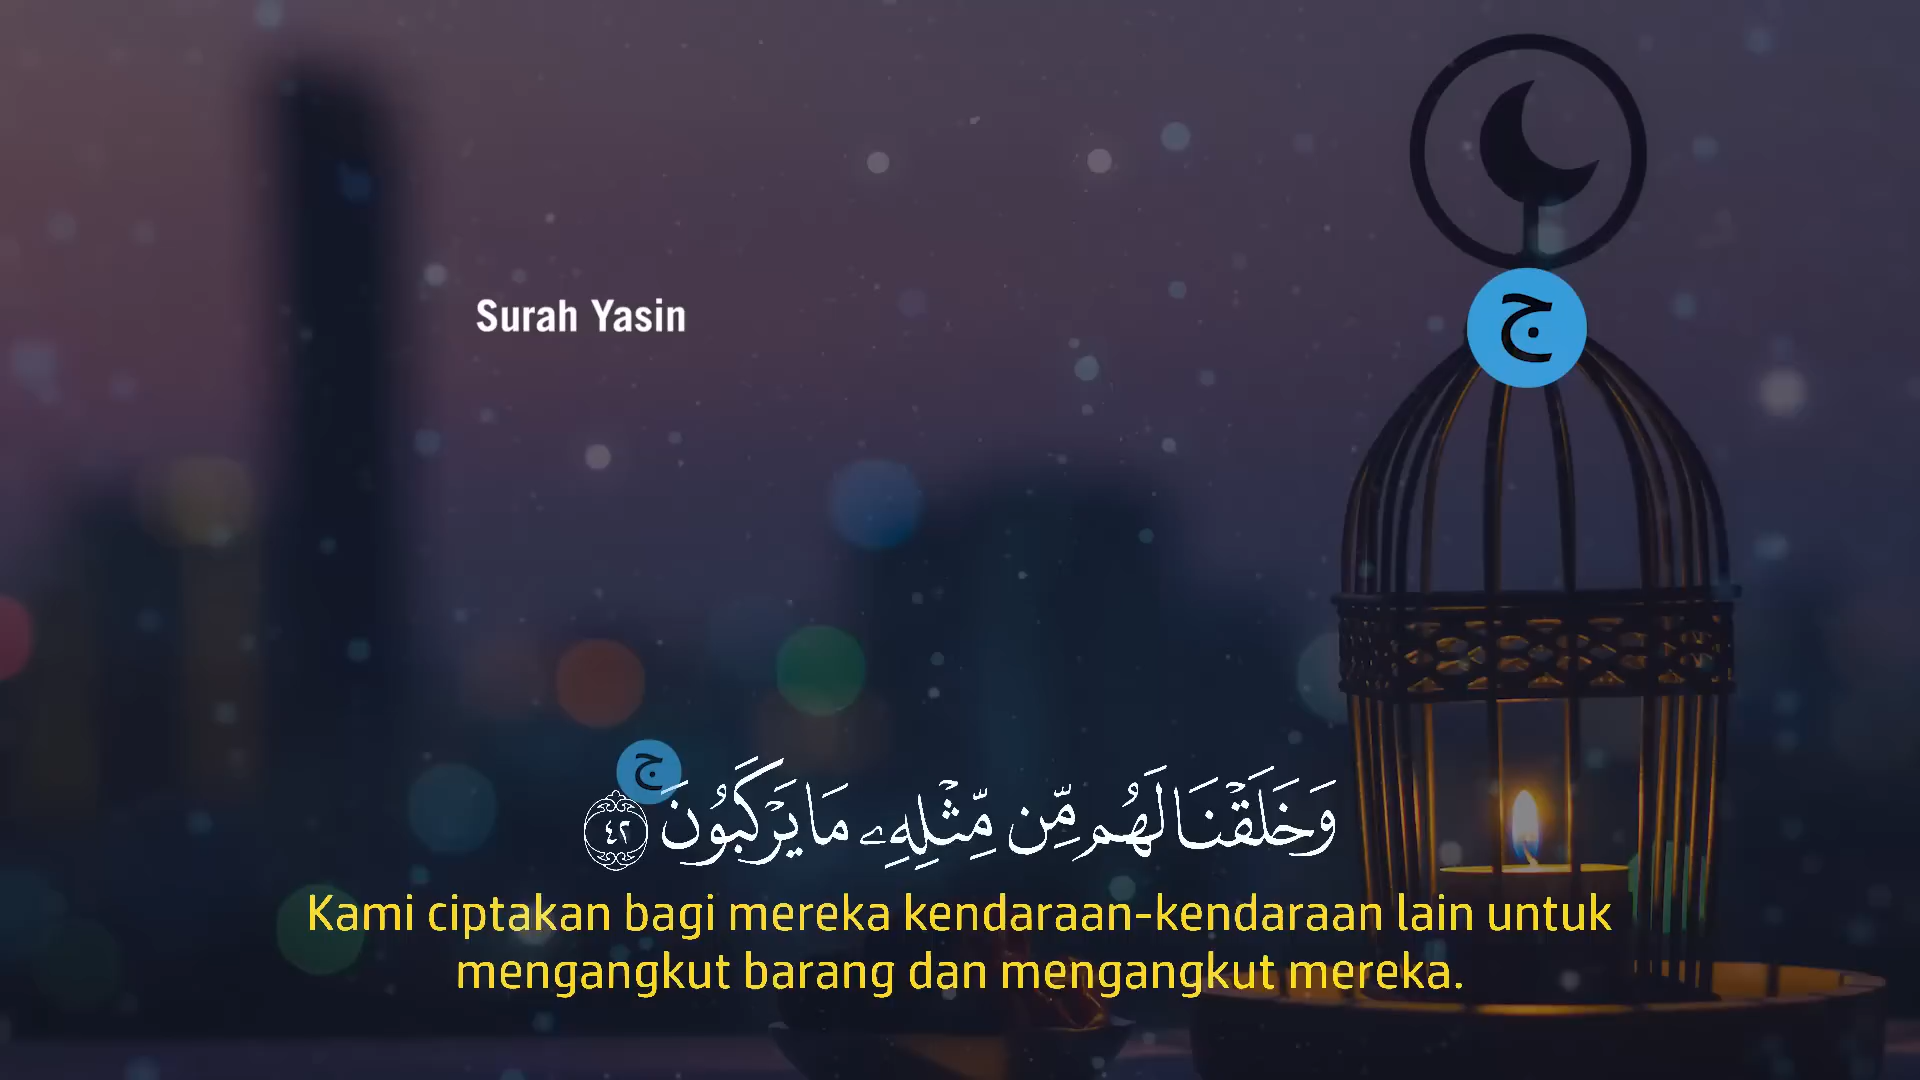 Surah Yasin
ج
ج
وَخَلَقْنَا لَهُم مِّن مِّثْلِهِۦ مَا يَرْكَبُونَ ٤٢
Kami ciptakan bagi mereka kendaraan-kendaraan lain untuk
mengangkut barang dan mengangkut mereka.